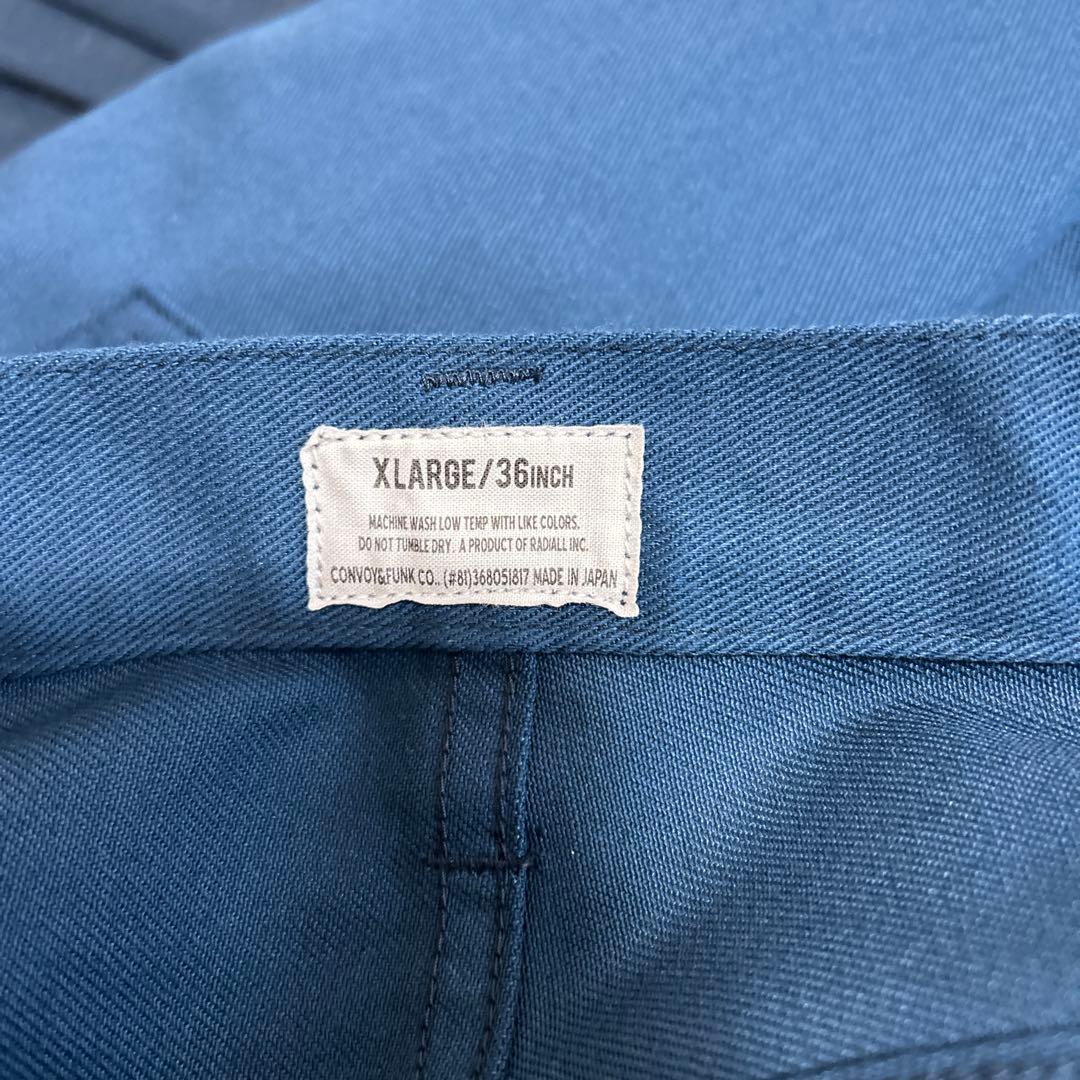 XLARGE/36INCH
MACHINE WASH LOW TEMP WITH LIKE COLORS.
DO NOT TUMBLE DRY. A PRODUCT OF RADIALL INC.
CONVOY&FUNK CO.. (#81)368051817 MADE IN JAPAN